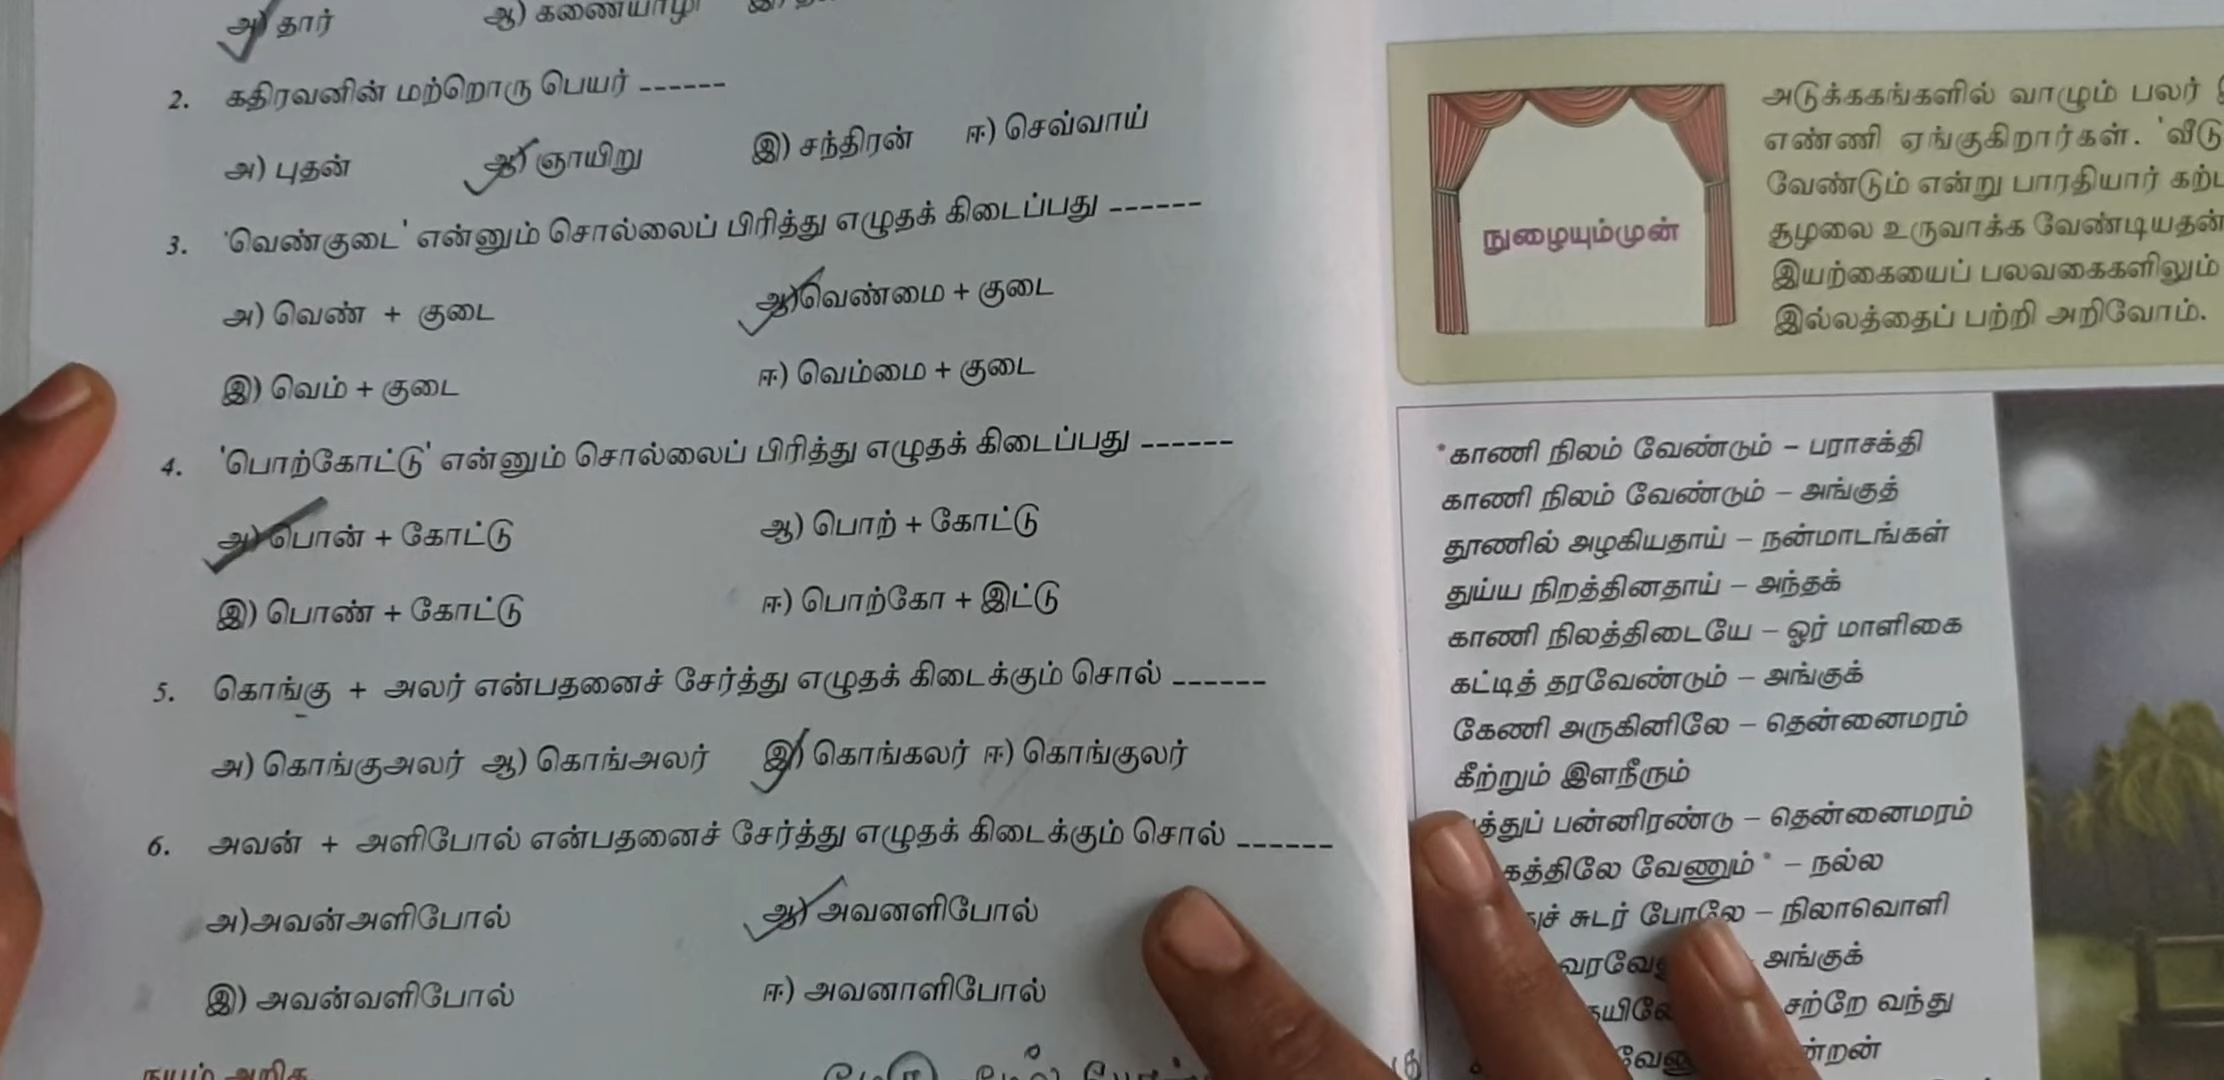 அ) தார் ஆ) கணையாழி
2. கதிரவனின் மற்றொரு பெயர் ------
அ) புதன் ஆ) ஞாயிறு இ) சந்திரன் ஈ) செவ்வாய்
3. 'வெண்குடை' என்னும் சொல்லைப் பிரித்து எழுதக் கிடைப்பது ------
அ) வெண் + குடை ஆ) வெண்மை + குடை
இ) வெம் + குடை ஈ) வெம்மை + குடை
4. 'பொற்கோட்டு' என்னும் சொல்லைப் பிரித்து எழுதக் கிடைப்பது ------
அ) பொன் + கோட்டு ஆ) பொற் + கோட்டு
இ) பொண் + கோட்டு ஈ) பொற்கோ + இட்டு
5. கொங்கு + அலர் என்பதனைச் சேர்த்து எழுதக் கிடைக்கும் சொல் ------
அ) கொங்குஅலர் ஆ) கொங்அலர் இ) கொங்கலர் ஈ) கொங்குலர்
6. அவன் + அளிபோல் என்பதனைச் சேர்த்து எழுதக் கிடைக்கும் சொல் ------
அ)அவன்அளிபோல் ஆ) அவனளிபோல்
இ) அவன்வளிபோல் ஈ) அவனாளிபோல்
நுழையும்முன்
அடுக்ககங்களில் வாழும் பலர்
எண்ணி ஏங்குகிறார்கள். 'வீடு
வேண்டும் என்று பாரதியார்
சூழலை உருவாக்க வேண்டியதன்
இயற்கையைப் பலவகைகளிலும்
இல்லத்தைப் பற்றி அறிவோம்.
*காணி நிலம் வேண்டும் – பராசக்தி
காணி நிலம் வேண்டும் – அங்குத்
தூணில் அழகியதாய் – நன்மாடங்கள்
துய்ய நிறத்தினதாய் – அந்தக்
காணி நிலத்திடையே – ஓர் மாளிகை
கட்டித் தரவேண்டும் – அங்குக்
கேணி அருகினிலே – தென்னைமரம்
கீற்றும் இளநீரும்
பன்னிரண்டு – தென்னைமரம்
வேணும்* – நல்ல
சுடர் போலே – நிலாவொளி
அங்குக்
சற்றே வந்து